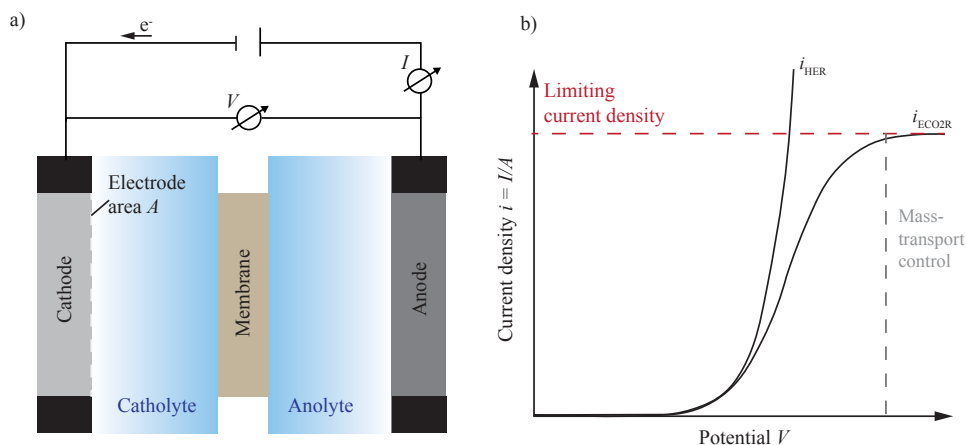 a)
e-
I
V
Electrode
area A
Cathode
Membrane
Anode
Catholyte
Anolyte
b)
iHER
Limiting
current density
iECO2R
Mass-
transport
control
Current density i = I/A
Potential V